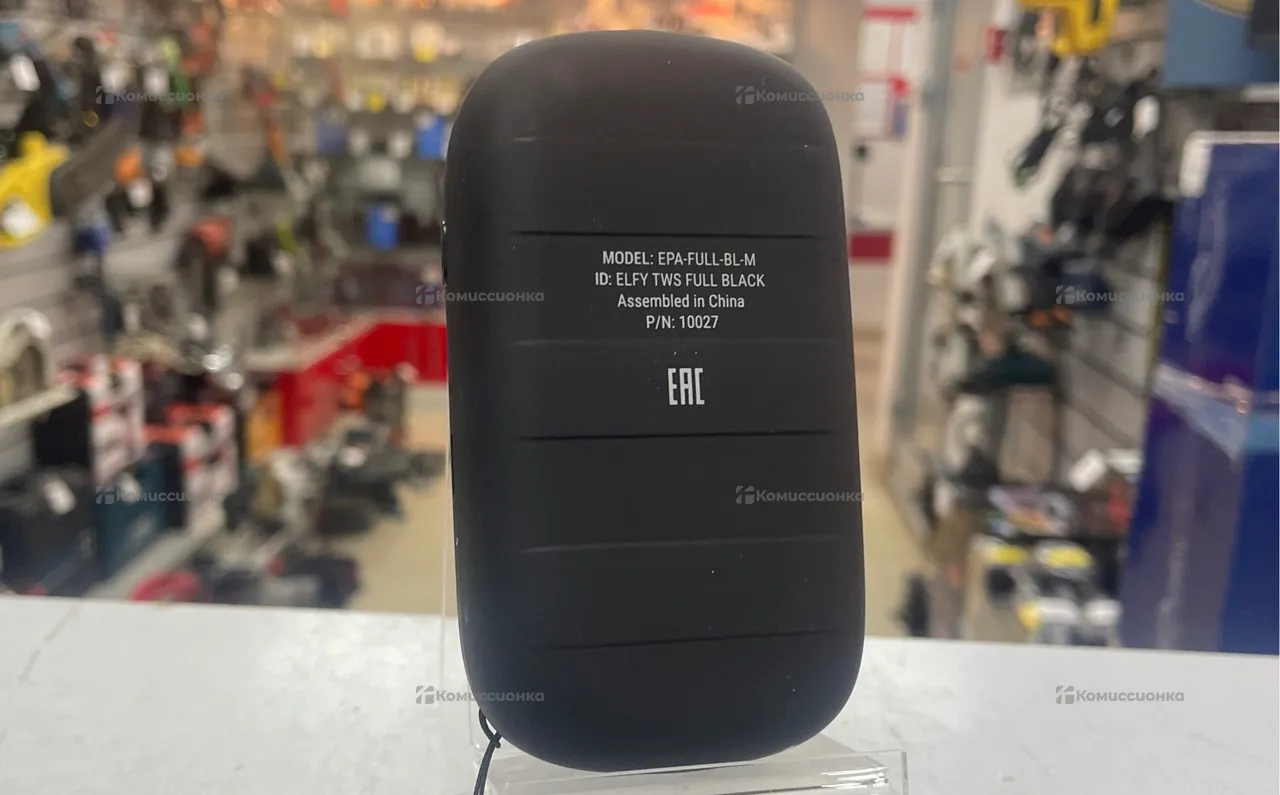 Комиссионка
Комиссионка
MODEL: EPA-FULL-BL-M
ID: ELFY TWS FULL BLACK
Assembled in China
P/N: 10027
EAC
Комиссионка
Комиссионка
Комиссионка
Комиссионка
Комиссионка
Комиссионка